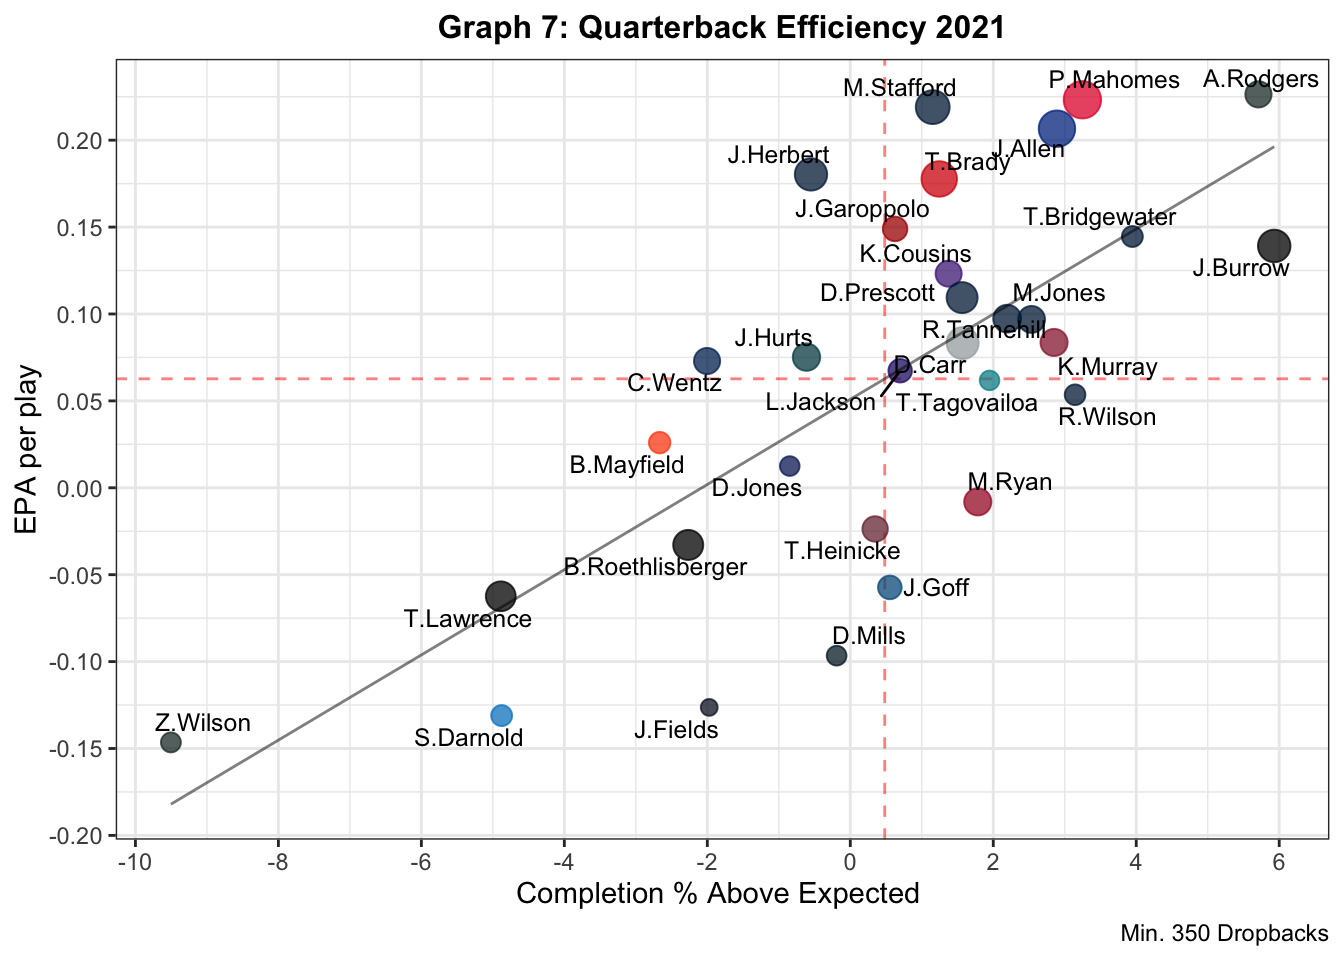 Graph 7: Quarterback Efficiency 2021
P.Mahomes
A.Rodgers
M.Stafford
J.Allen
J.Herbert
T.Brady
J.Garoppolo
T.Bridgewater
K.Cousins
J.Burrow
D.Prescott
M.Jones
R.Tannehill
J.Hurts
D.Carr
K.Murray
C.Wentz
L.Jackson
T.Tagovailoa
R.Wilson
B.Mayfield
D.Jones
M.Ryan
T.Heinicke
B.Roethlisberger
J.Goff
T.Lawrence
D.Mills
Z.Wilson
S.Darnold
J.Fields
0.20
0.15
0.10
0.05
0.00
-0.05
-0.10
-0.15
-0.20
EPA per play
-10 -8 -6 -4 -2 0 2 4 6
Completion % Above Expected
Min. 350 Dropbacks